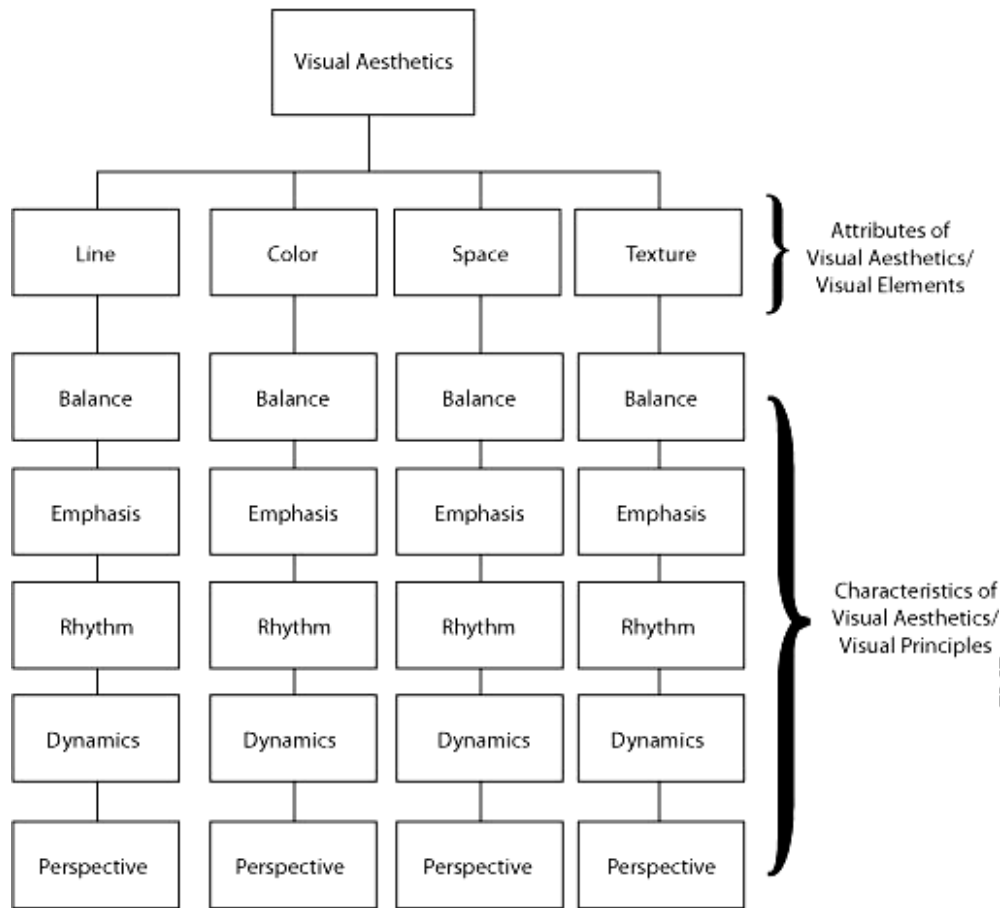 Visual Aesthetics
Line
Color
Space
Texture
Attributes of
Visual Aesthetics/
Visual Elements
Balance
Balance
Balance
Balance
Emphasis
Emphasis
Emphasis
Emphasis
Rhythm
Rhythm
Rhythm
Rhythm
Characteristics of
Visual Aesthetics/
Visual Principles
Dynamics
Dynamics
Dynamics
Dynamics
Perspective
Perspective
Perspective
Perspective